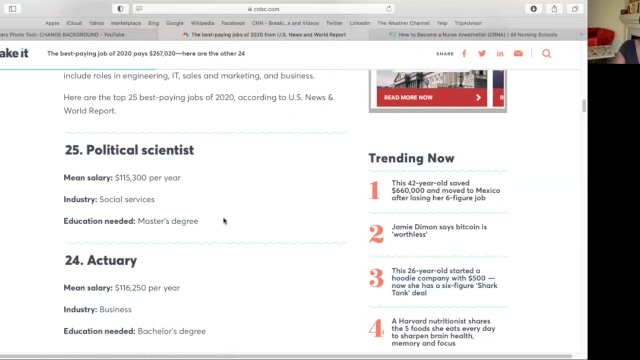 cnbc.com
Apple iCloud Yahoo marketplace Bing Google Wikipedia Facebook CNN - Breaki...s and Videos Twitter LinkedIn The Weather Channel Yelp TripAdvisor
ery Photo Tool- CHANGE BACKGROUND - YouTube
The best-paying jobs of 2020 from U.S. News and World Report
How to Become a Nurse Anesthetist (CRNA) | All Nursing Schools
ake it
The best-paying job of 2020 pays $267,020—here are the other 24
SHARE
include roles in engineering, IT, sales and marketing, and business.
Here are the top 25 best-paying jobs of 2020, according to U.S. News &
World Report.
25. Political scientist
Mean salary: $115,300 per year
Industry: Social services
Education needed: Master's degree
24. Actuary
Mean salary: $116,250 per year
Industry: Business
Education needed: Bachelor's degree
READ MORE NOW
Trending Now
1
This 42-year-old saved
$660,000 and moved to Mexico
after losing her 6-figure job
2
Jamie Dimon says bitcoin is
'worthless'
3
This 26-year-old started a
hoodie company with $500 —
now she has a six-figure 'Shark
Tank' deal
4
A Harvard nutritionist shares
the 5 foods she eats every day
to sharpen brain health,
memory and focus